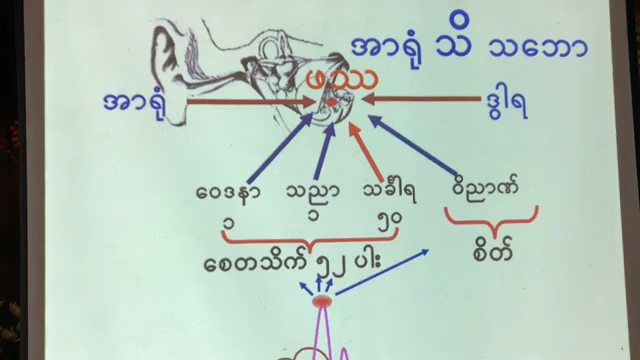 အာရုံ သိ သဘော
ဖဿ
အာရုံ ဒွါရ
ဝေဒနာ သညာ သင်္ခါရ ဝိညာဏ်
၁ ၁ ၅၀
စေတသိက် ၅၂ ပါး စိတ်